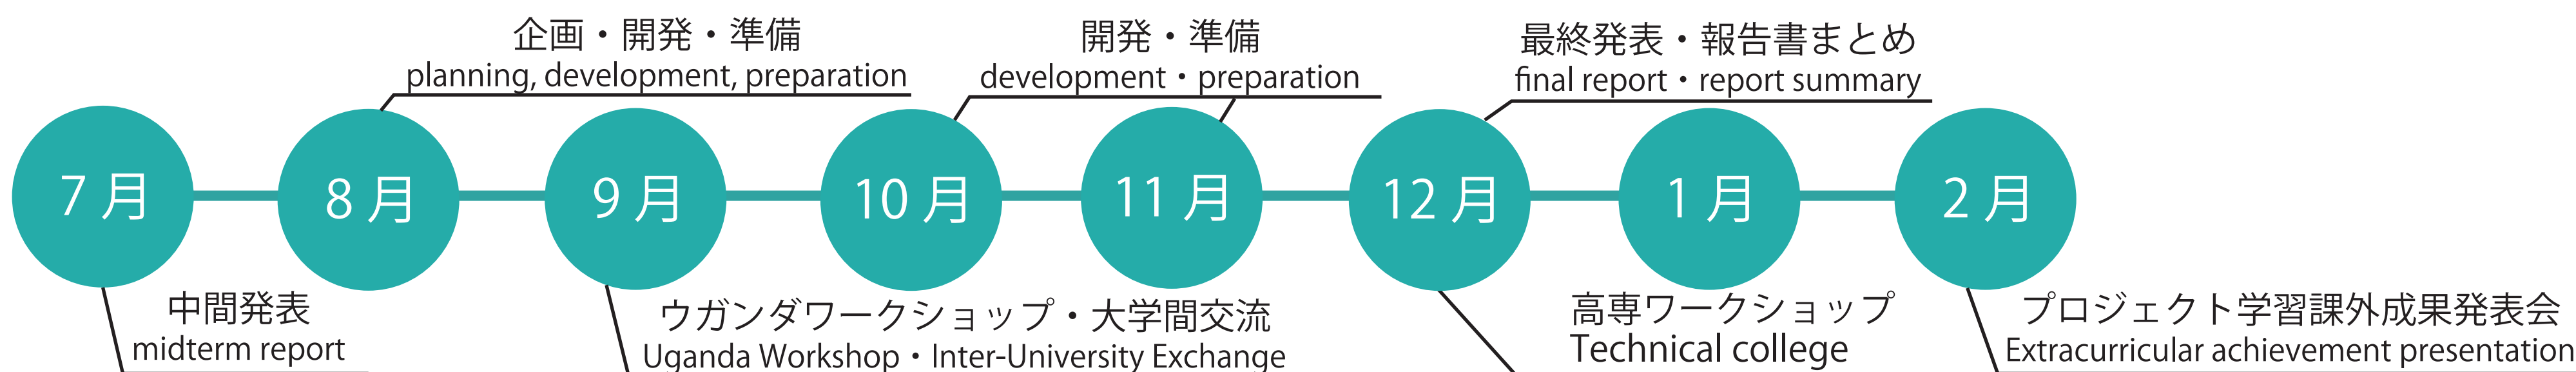 企画・開発・準備
planning, development, preparation
開発・準備
development・preparation
最終発表・報告書まとめ
final report・report summary
7月
8月
9月
10月
11月
12月
1月
2月
中間発表
midterm report
ウガンダワークショップ・大学間交流
Uganda Workshop・Inter-University Exchange
高専ワークショップ
Technical college
プロジェクト学習課外成果発表会
Extracurricular achievement presentation